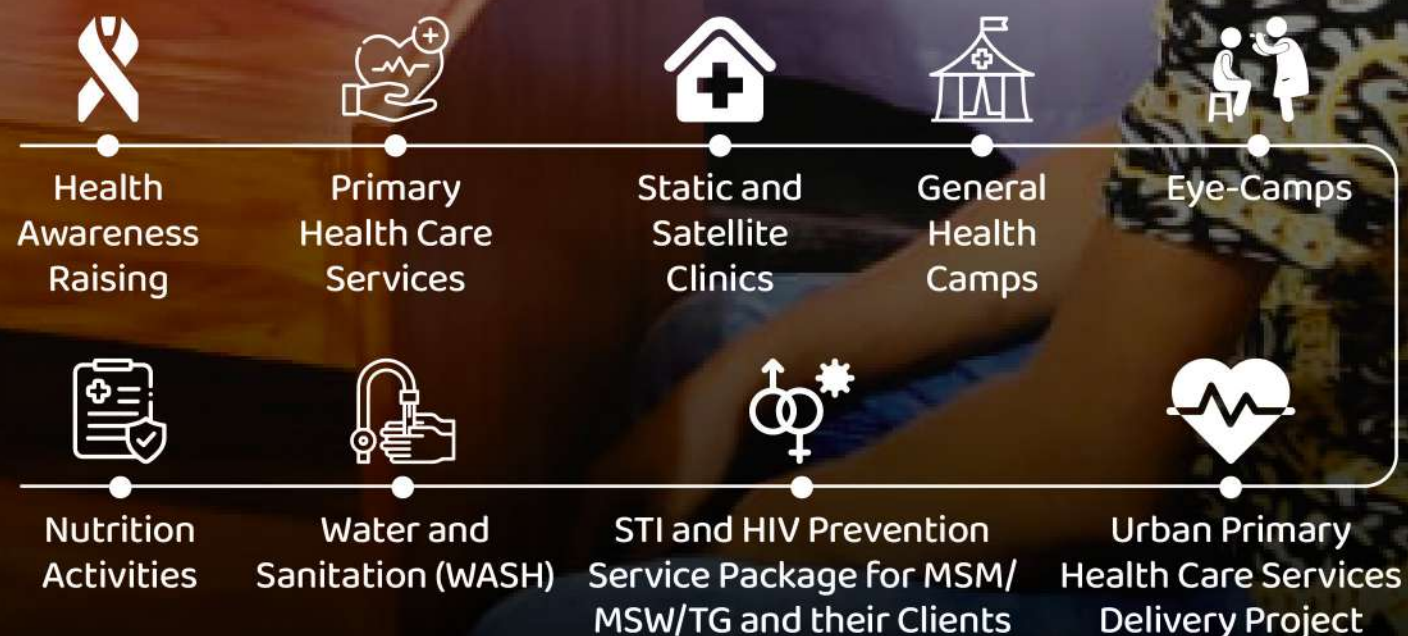 Health
Awareness
Raising
Primary
Health Care
Services
Static and
Satellite
Clinics
General
Health
Camps
Eye-Camps
Nutrition
Activities
Water and
Sanitation (WASH)
STI and HIV Prevention
Service Package for MSM/
MSW/TG and their Clients
Urban Primary
Health Care Services
Delivery Project